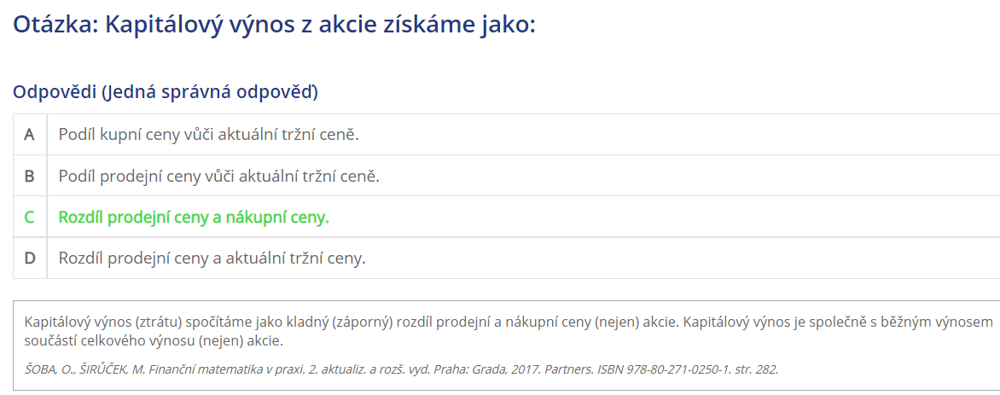 Otázka: Kapitálový výnos z akcie získáme jako:
Odpovědi (Jedná správná odpověď)
A Podíl kupní ceny vůči aktuální tržní ceně.
B Podíl prodejní ceny vůči aktuální tržní ceně.
C Rozdíl prodejní ceny a nákupní ceny.
D Rozdíl prodejní ceny a aktuální tržní ceny.
Kapitálový výnos (ztrátu) spočítáme jako kladný (záporný) rozdíl prodejní a nákupní ceny (nejen) akcie. Kapitálový výnos je společně s běžným výnosem
součástí celkového výnosu (nejen) akcie.
ŠOBA, O., ŠIRŮČEK, M. Finanční matematika v praxi. 2. aktualiz. a rozš. vyd. Praha: Grada, 2017. Partners. ISBN 978-80-271-0250-1. str. 282.